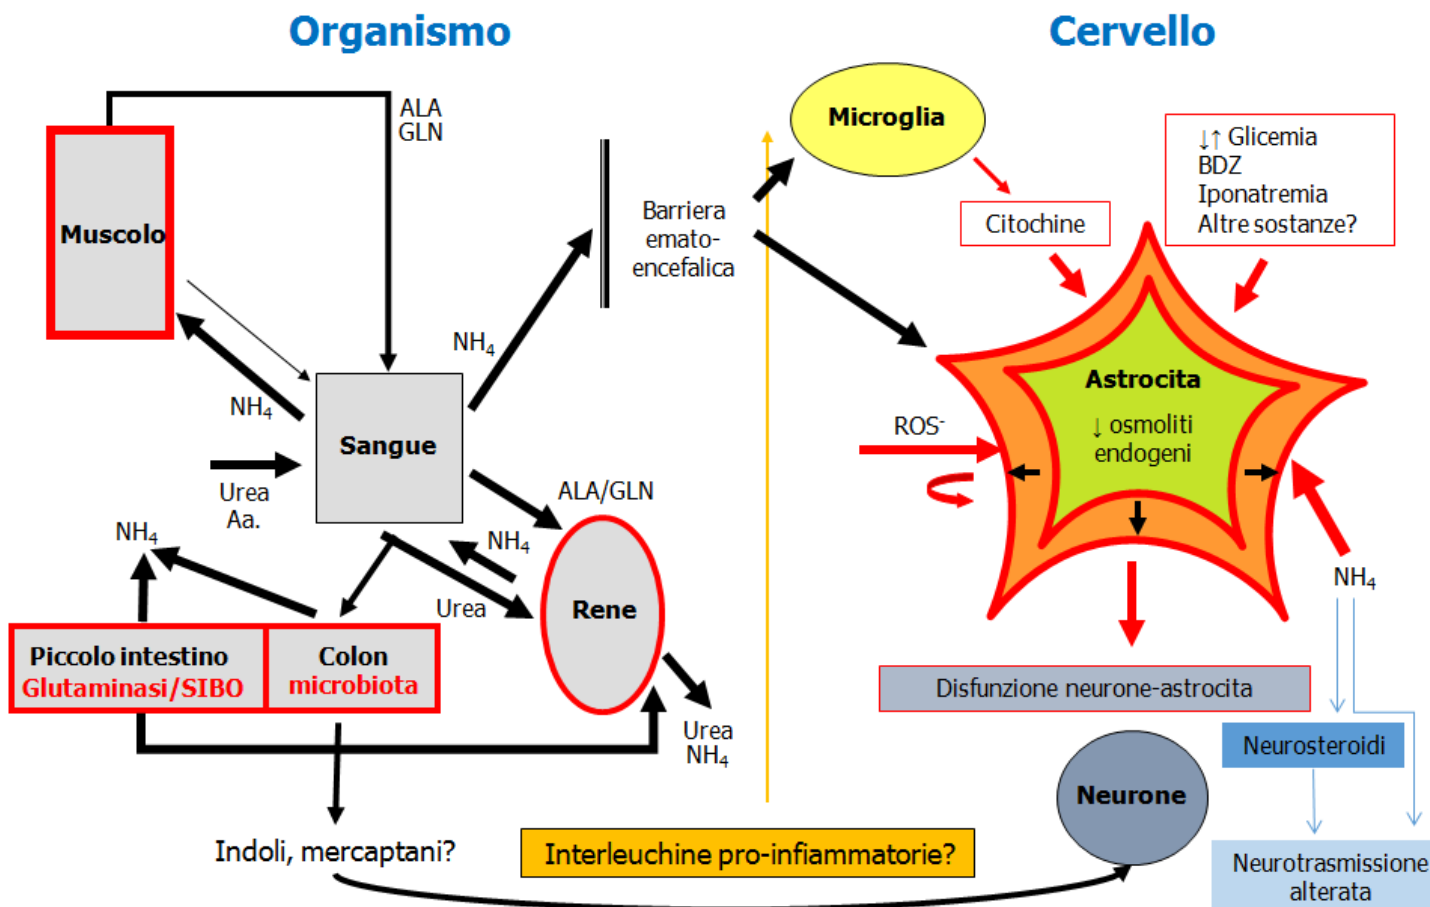 Organismo
Cervello
ALA
GLN
Muscolo
NH₄
Sangue
Urea
Aa.
NH₄
Piccolo intestino
Glutaminasi/SIBO
Colon
microbiota
NH₄
Urea
ALA/GLN
Rene
Urea
NH₄
NH₄
Barriera
emato-
encefalica
Indoli, mercaptani?
Interleuchine pro-infiammatorie?
Microglia
Citochine
↓↑ Glicemia
BDZ
Iponatremia
Altre sostanze?
Astrocita
↓ osmoliti
endogeni
ROS⁻
NH₄
Disfunzione neurone-astrocita
Neurone
Neurosteroidi
Neurotrasmissione
alterata